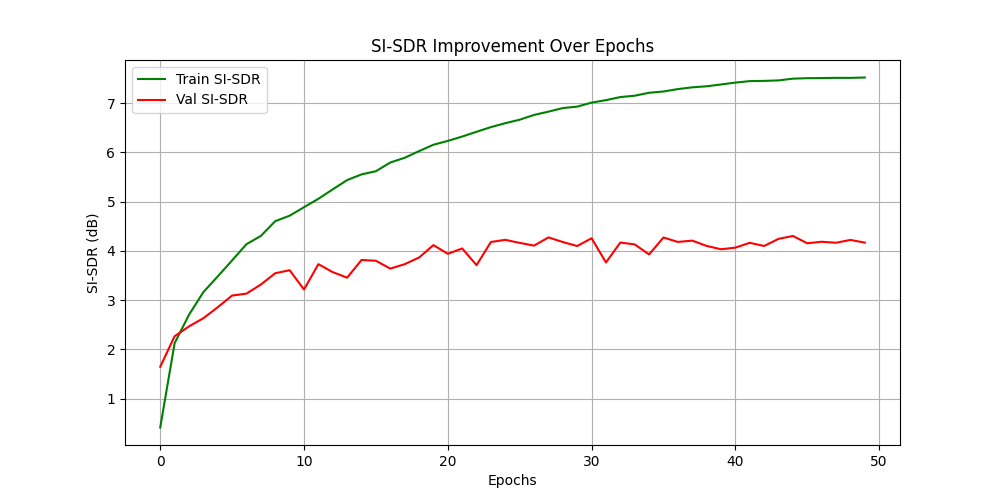 SI-SDR Improvement Over Epochs
Train SI-SDR
Val SI-SDR
SI-SDR (dB)
7
6
5
4
3
2
1
0 10 20 30 40 50
Epochs